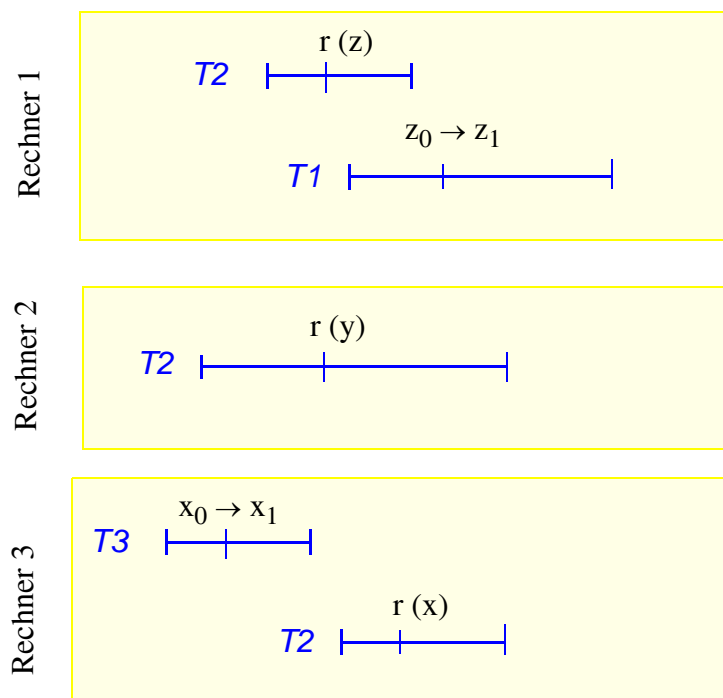 Rechner 1
r (z)
T2
z₀ → z₁
T1
Rechner 2
r (y)
T2
Rechner 3
x₀ → x₁
T3
r (x)
T2